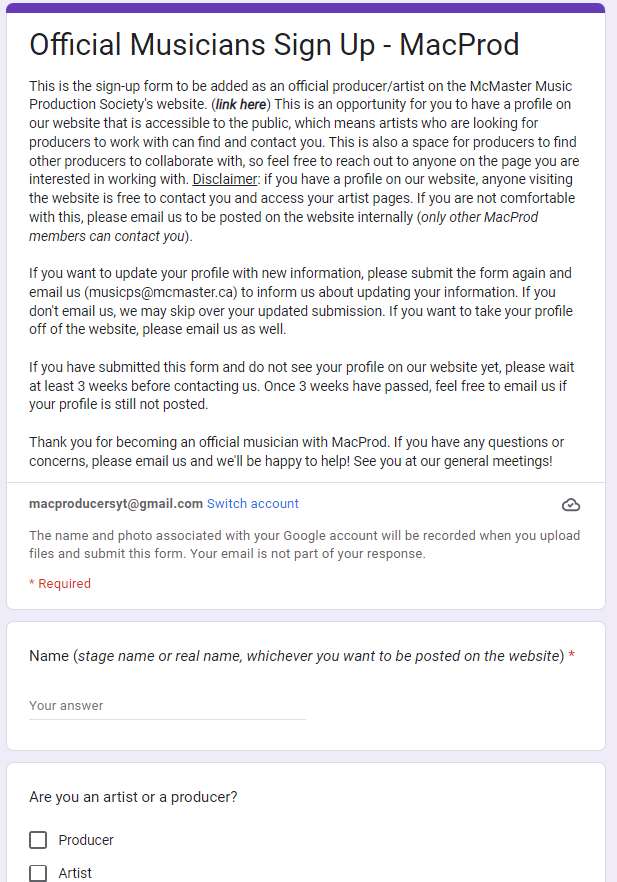 Official Musicians Sign Up - MacProd
This is the sign-up form to be added as an official producer/artist on the McMaster Music
Production Society's website. (link here) This is an opportunity for you to have a profile on
our website that is accessible to the public, which means artists who are looking for
producers to work with can find and contact you. This is also a space for producers to find
other producers to collaborate with, so feel free to reach out to anyone on the page you are
interested in working with. Disclaimer: if you have a profile on our website, anyone visiting
the website is free to contact you and access your artist pages. If you are not comfortable
with this, please email us to be posted on the website internally (only other MacProd
members can contact you).
If you want to update your profile with new information, please submit the form again and
email us (musicps@mcmaster.ca) to inform us about updating your information. If you
don't email us, we may skip over your updated submission. If you want to take your profile
off of the website, please email us as well.
If you have submitted this form and do not see your profile on our website yet, please wait
at least 3 weeks before contacting us. Once 3 weeks have passed, feel free to email us if
your profile is still not posted.
Thank you for becoming an official musician with MacProd. If you have any questions or
concerns, please email us and we'll be happy to help! See you at our general meetings!
macproducersyt@gmail.com Switch account
The name and photo associated with your Google account will be recorded when you upload
files and submit this form. Your email is not part of your response.
* Required
Name (stage name or real name, whichever you want to be posted on the website) *
Your answer
Are you an artist or a producer?
Producer
Artist